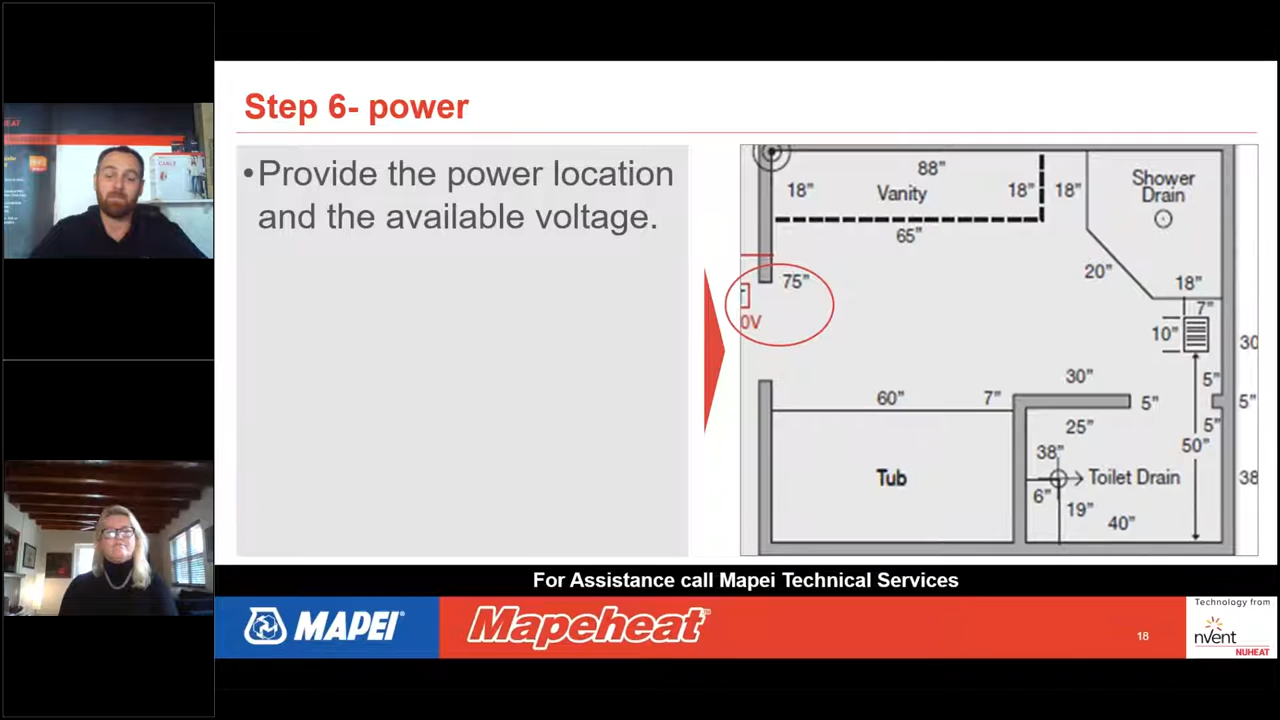 Step 6- power
•Provide the power location
and the available voltage.
88”
18”
Vanity
18”
18”
Shower
Drain
65”
75”
0V
20”
18”
7”
10”
30
5”
30”
60”
7”
5”
5”
25”
5”
38”
50”
Tub
Toilet Drain
38
6”
19”
40”
For Assistance call Mapei Technical Services
MAPEI®
Mapeheat™
18
Technology from
nVent
NUHEAT
CABLE